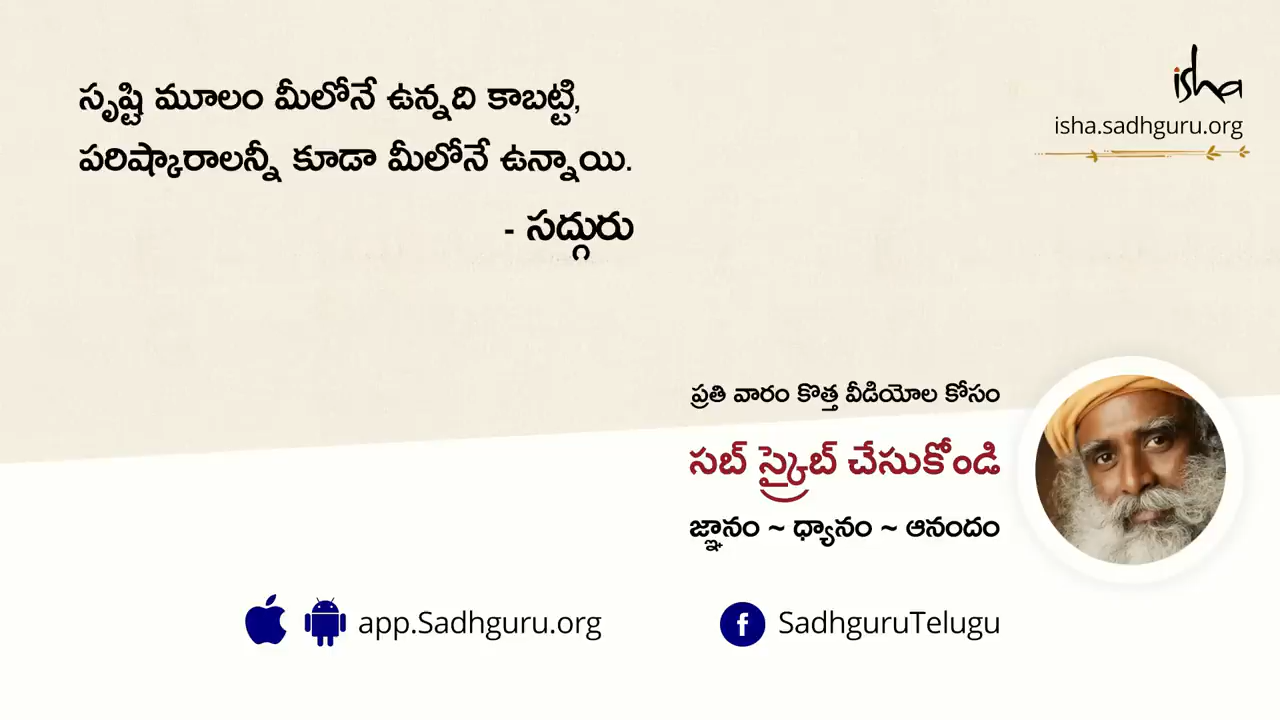 సృష్టి మూలం మీలోనే ఉన్నది కాబట్టి,
పరిష్కారాలన్నీ కూడా మీలోనే ఉన్నాయి.
- సద్గురు
isha
isha.sadhguru.org
ప్రతి వారం కొత్త వీడియోల కోసం
సబ్ స్క్రైబ్ చేసుకోండి
జ్ఞానం ~ ధ్యానం ~ ఆనందం
app.Sadhguru.org
SadhguruTelugu